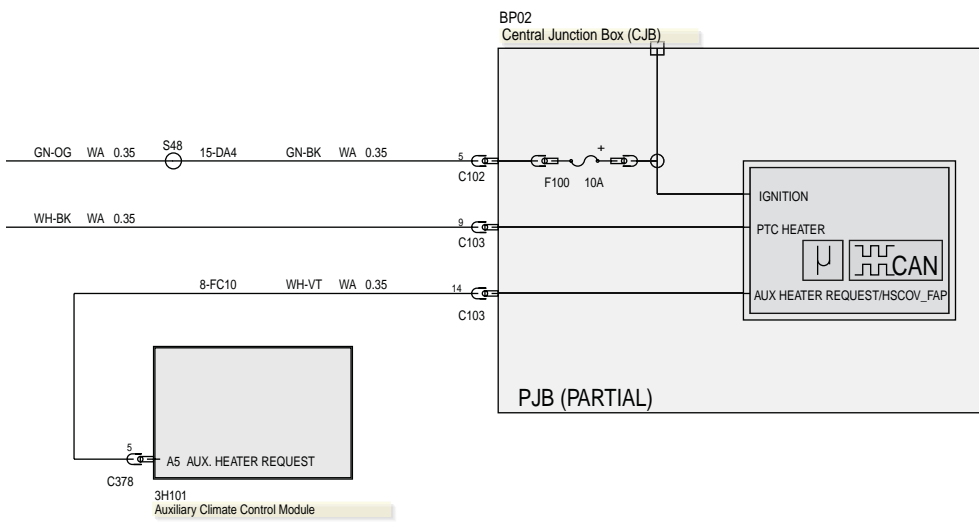 BP02
Central Junction Box (CJB)
GN-OG WA 0.35 S48 15-DA4 GN-BK WA 0.35 5
C102
+
F100 10A
IGNITION
WH-BK WA 0.35 9
C103
PTC HEATER
µ CAN
8-FC10 WH-VT WA 0.35 14
C103
AUX HEATER REQUEST/HSCOV_FAP
PJB (PARTIAL)
5
A5 AUX. HEATER REQUEST
C378
3H101
Auxiliary Climate Control Module